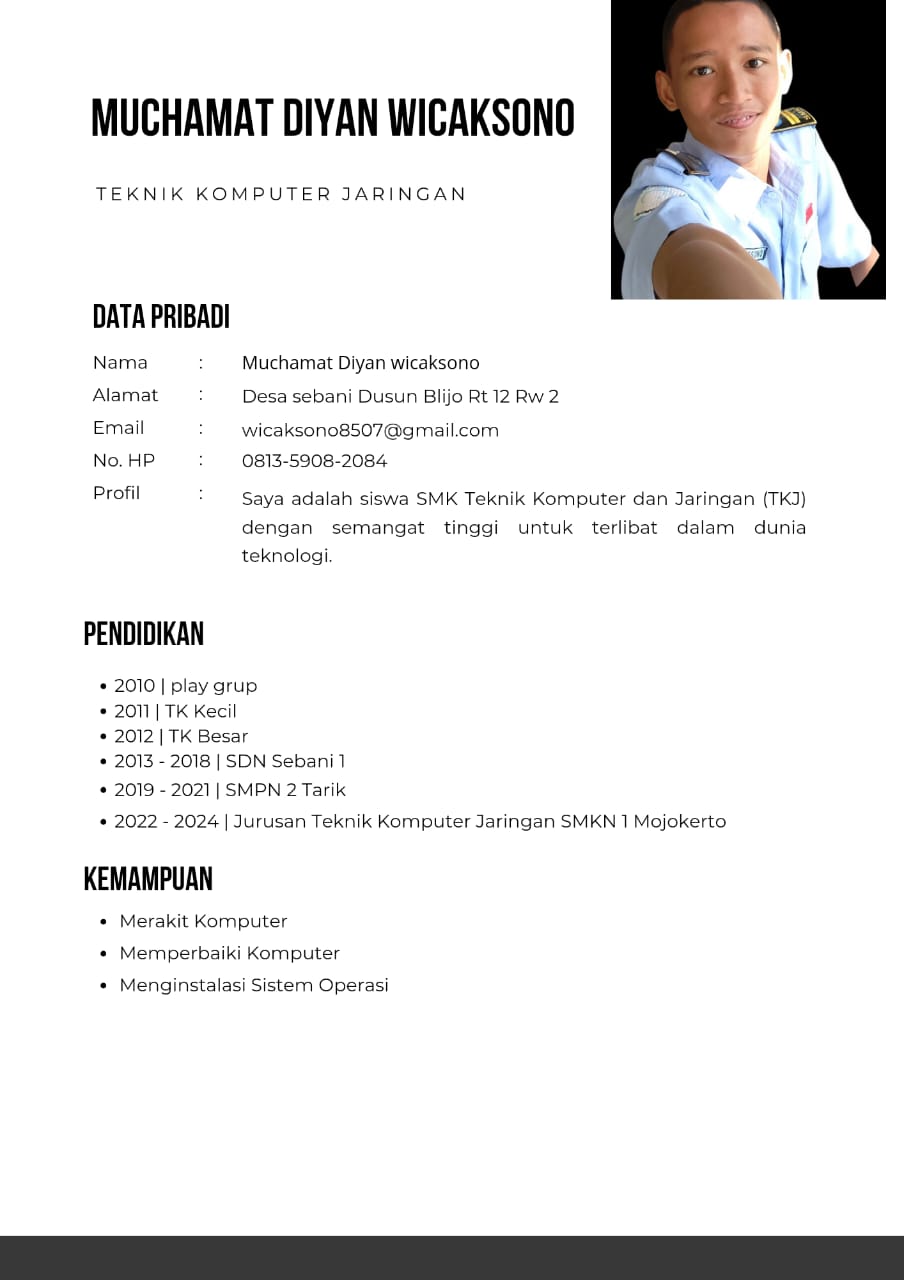 MUCHAMAT DIYAN WICAKSONO
TEKNIK KOMPUTER JARINGAN
DATA PRIBADI
Nama : Muchamat Diyan wicaksono
Alamat : Desa sebani Dusun Blijo Rt 12 Rw 2
Email : wicaksono8507@gmail.com
No. HP : 0813-5908-2084
Profil : Saya adalah siswa SMK Teknik Komputer dan Jaringan (TKJ)
dengan semangat tinggi untuk terlibat dalam dunia
teknologi.
PENDIDIKAN
• 2010 | play grup
• 2011 | TK Kecil
• 2012 | TK Besar
• 2013 - 2018 | SDN Sebani 1
• 2019 - 2021 | SMPN 2 Tarik
• 2022 - 2024 | Jurusan Teknik Komputer Jaringan SMKN 1 Mojokerto
KEMAMPUAN
• Merakit Komputer
• Memperbaiki Komputer
• Menginstalasi Sistem Operasi